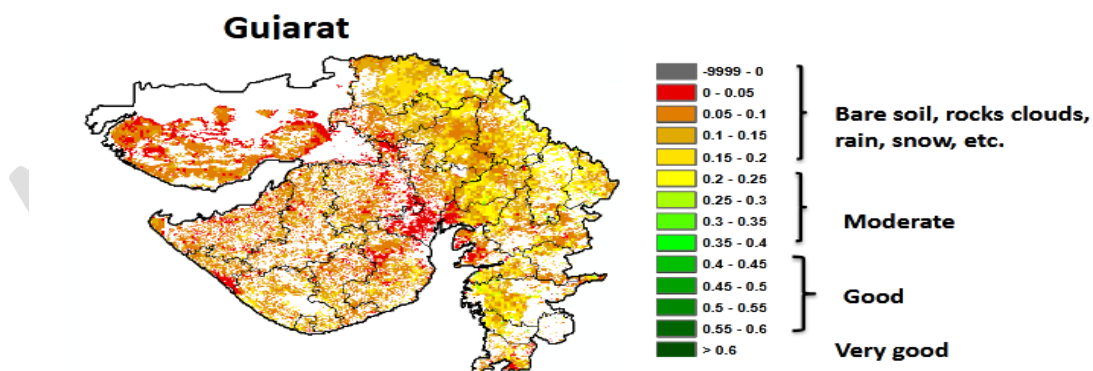 Gujarat
-9999 - 0
0 - 0.05
0.05 - 0.1
0.1 - 0.15
0.15 - 0.2
0.2 - 0.25
0.25 - 0.3
0.3 - 0.35
0.35 - 0.4
0.4 - 0.45
0.45 - 0.5
0.5 - 0.55
0.55 - 0.6
> 0.6
Bare soil, rocks clouds,
rain, snow, etc.
Moderate
Good
Very good